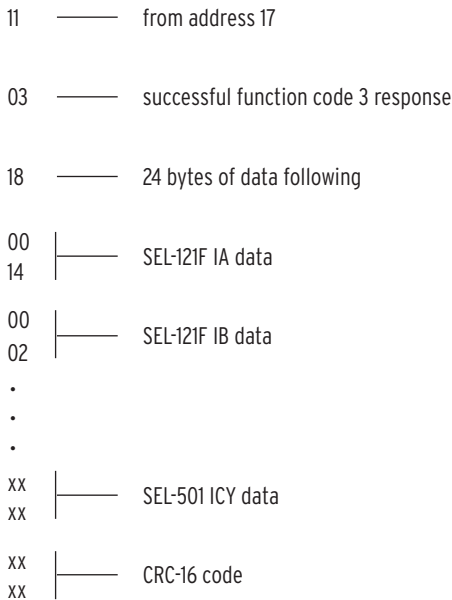 11 from address 17
03 successful function code 3 response
18 24 bytes of data following
00
14 SEL-121F IA data
00
02 SEL-121F IB data
.
.
.
xx
xx SEL-501 ICY data
xx
xx CRC-16 code